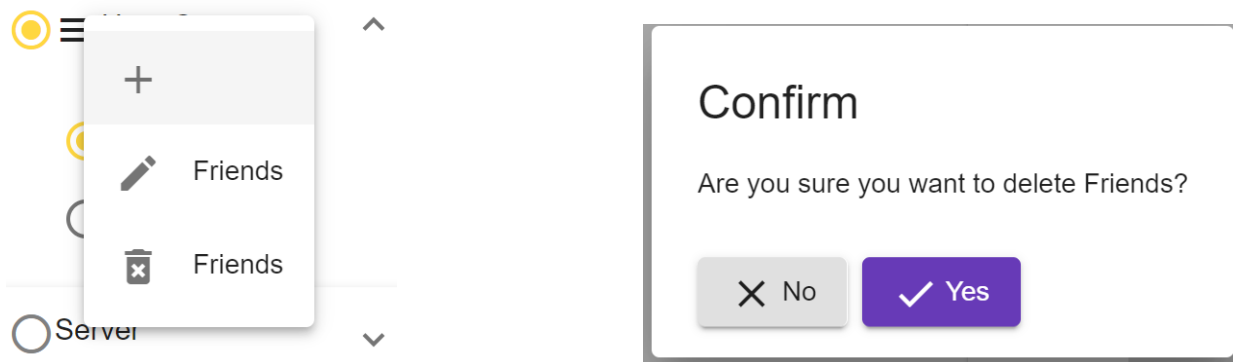 Friends
Friends
Server
Confirm
Are you sure you want to delete Friends?
No
Yes